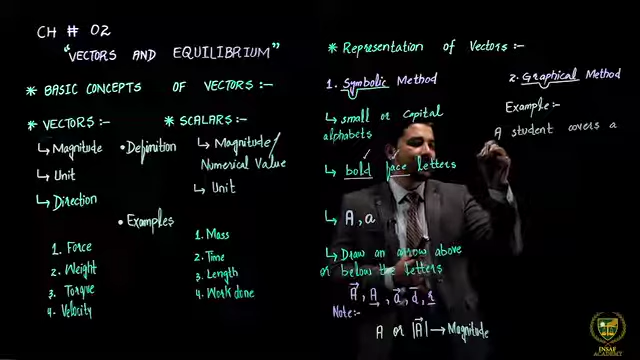 CH # 02
"VECTORS AND EQUILIBRIUM"
* BASIC CONCEPTS OF VECTORS:-
* VECTORS:-
↳ Magnitude
↳ Unit
↳ Direction
• Definition
• Examples
1. Force
2. Weight
3. Torque
4. Velocity
* SCALARS:-
↳ Magnitude/
Numerical Value
↳ Unit
1. Mass
2. Time
3. Length
4. Work done
* Representation of Vectors:-
1. Symbolic Method
↳ small or Capital
alphabets
↳ bold face letters
↳ A, a
↳ Draw an arrow above
or below the letters
A, A, a, d, r
Note:-
A or |A| → Magnitude
2. Graphical Method
Example:-
A student covers a
INSAF
ACADEMY